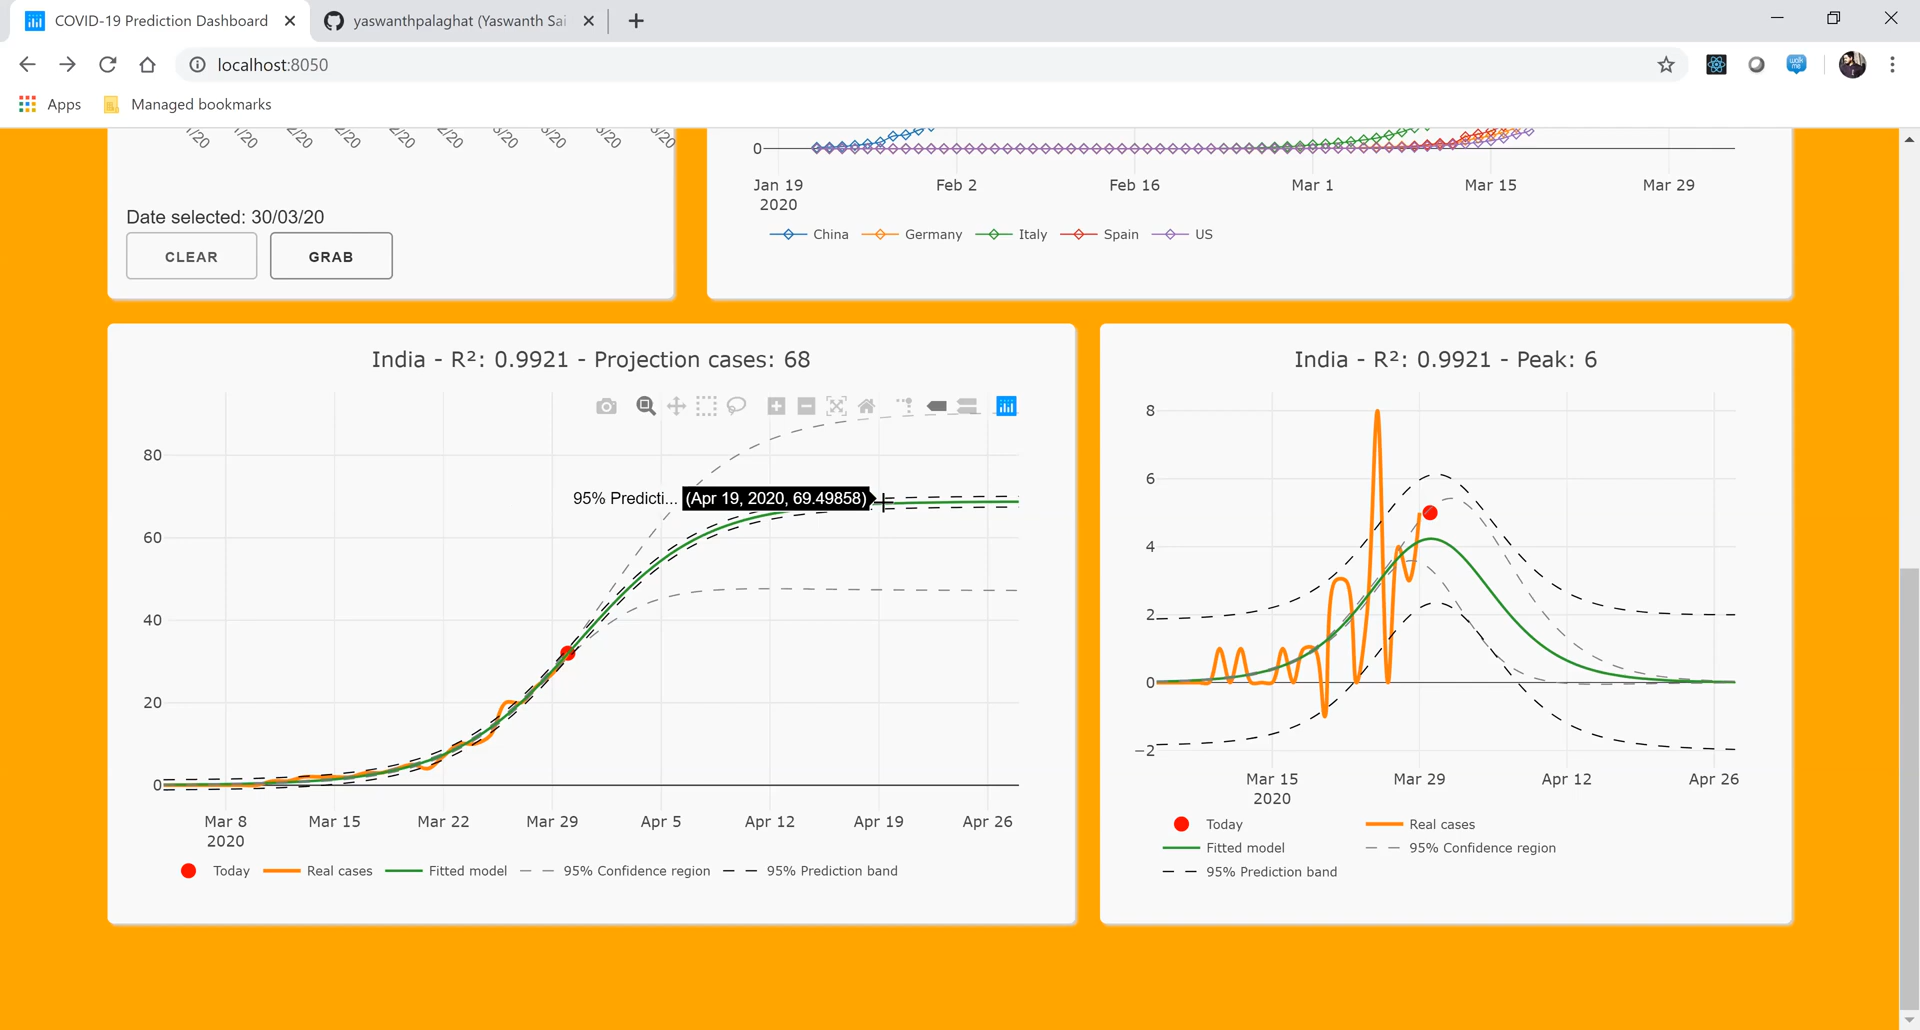 COVID-19 Prediction Dashboard
yaswanthpalaghat (Yaswanth Sai
localhost:8050
Apps
Managed bookmarks
Date selected: 30/03/20
CLEAR
GRAB
0
Jan 19
2020
Feb 2
Feb 16
Mar 1
Mar 15
Mar 29
China
Germany
Italy
Spain
US
India - R²: 0.9921 - Projection cases: 68
80
60
40
20
0
95% Predicti... (Apr 19, 2020, 69.49858)
Mar 8
2020
Mar 15
Mar 22
Mar 29
Apr 5
Apr 12
Apr 19
Apr 26
Today
Real cases
Fitted model
95% Confidence region
95% Prediction band
India - R²: 0.9921 - Peak: 6
8
6
4
2
0
−2
Mar 15
2020
Mar 29
Apr 12
Apr 26
Today
Real cases
Fitted model
95% Confidence region
95% Prediction band